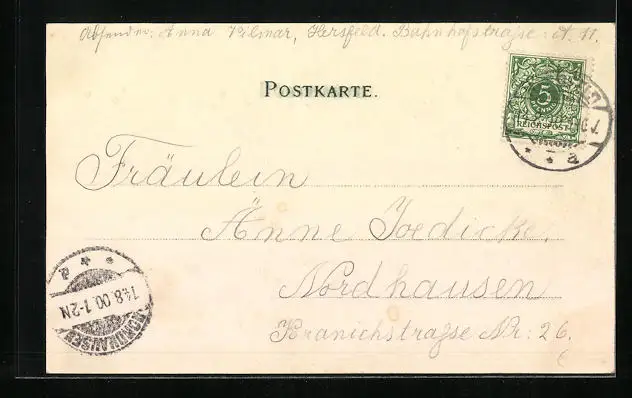 Absender: Anna Vilmar, Hersfeld. Bahnhofstraße: A. 11.
POSTKARTE.
5
REICHSPOST
a
Fräulein
Änne Joedicke.
Nordhausen
Kranichstraße Nr: 26.
14.8.00.1-2N
NORDHAUSEN